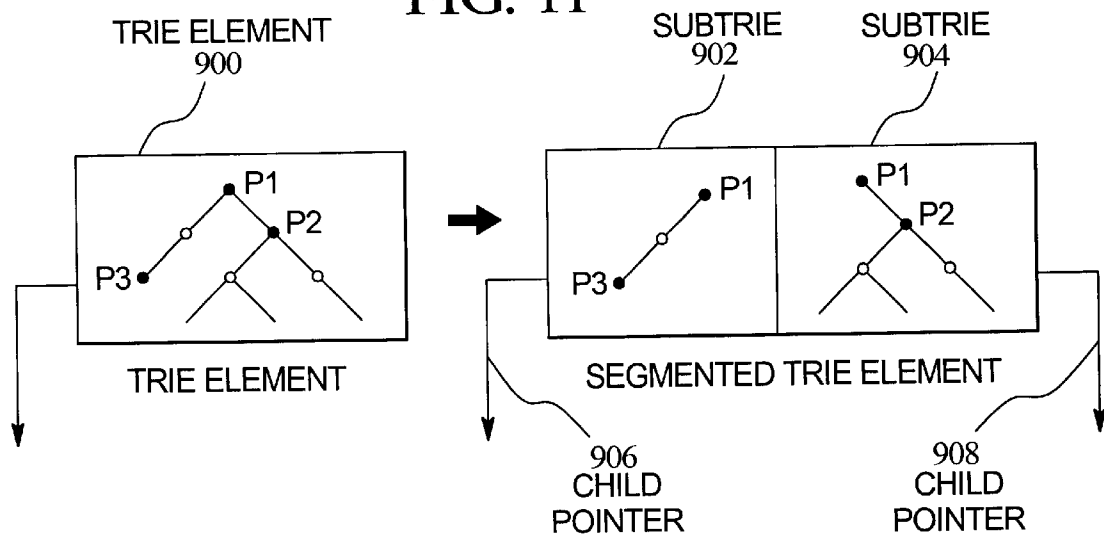 FIG. 11
TRIE ELEMENT
900
SUBTRIE
902
SUBTRIE
904
P1
P2
P3
P1
P3
P1
P2
TRIE ELEMENT
SEGMENTED TRIE ELEMENT
906
CHILD
POINTER
908
CHILD
POINTER